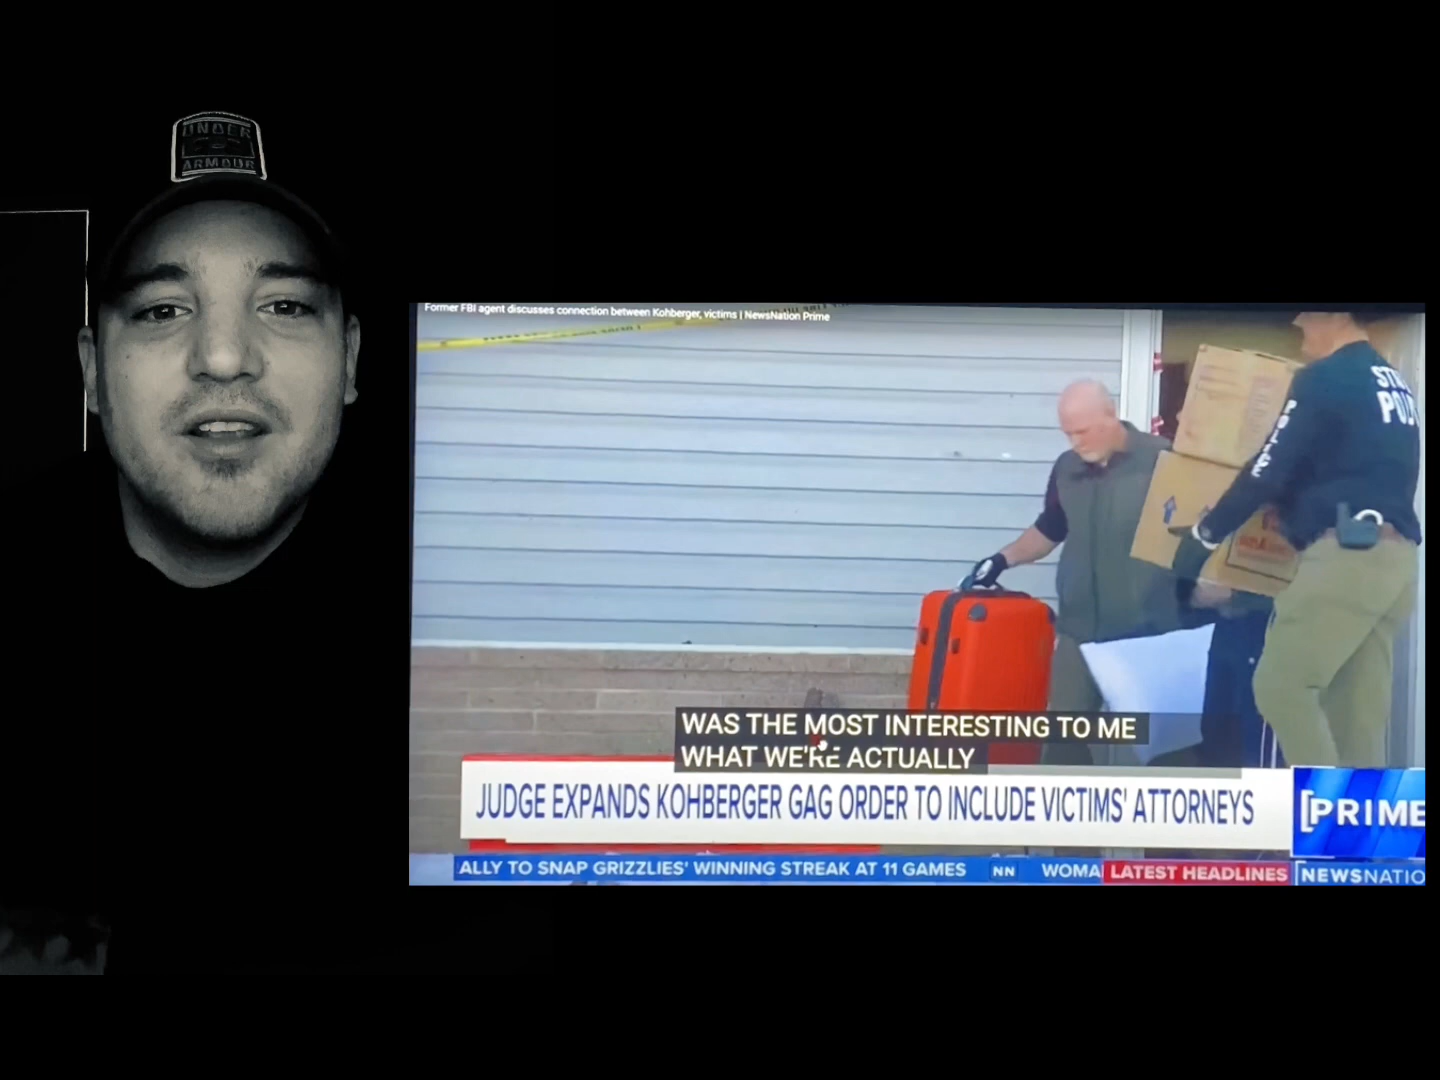 UNDER
ARMOUR
Former FBI agent discusses connection between Kohberger, victims | NewsNation Prime
STA
POL
POLICE
WAS THE MOST INTERESTING TO ME
WHAT WE'RE ACTUALLY
JUDGE EXPANDS KOHBERGER GAG ORDER TO INCLUDE VICTIMS' ATTORNEYS
[PRIME
ALLY TO SNAP GRIZZLIES' WINNING STREAK AT 11 GAMES NN WOMA LATEST HEADLINES NEWSNATIO